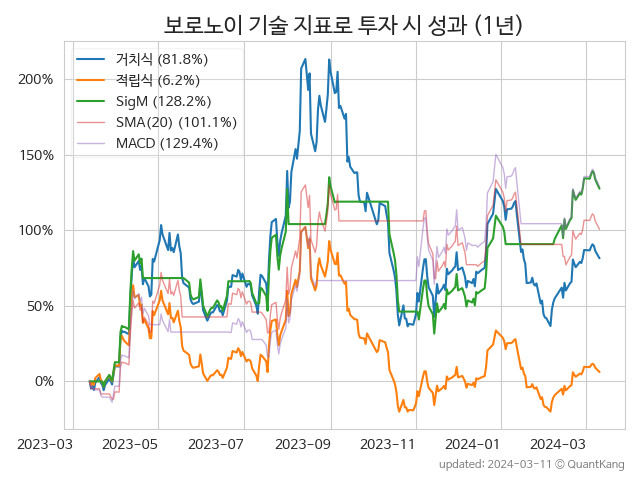 보로노이 기술 지표로 투자 시 성과 (1년)
거치식 (81.8%)
적립식 (6.2%)
SigM (128.2%)
SMA(20) (101.1%)
MACD (129.4%)
200%
150%
100%
50%
0%
2023-03 2023-05 2023-07 2023-09 2023-11 2024-01 2024-03
updated: 2024-03-11 © QuantKang